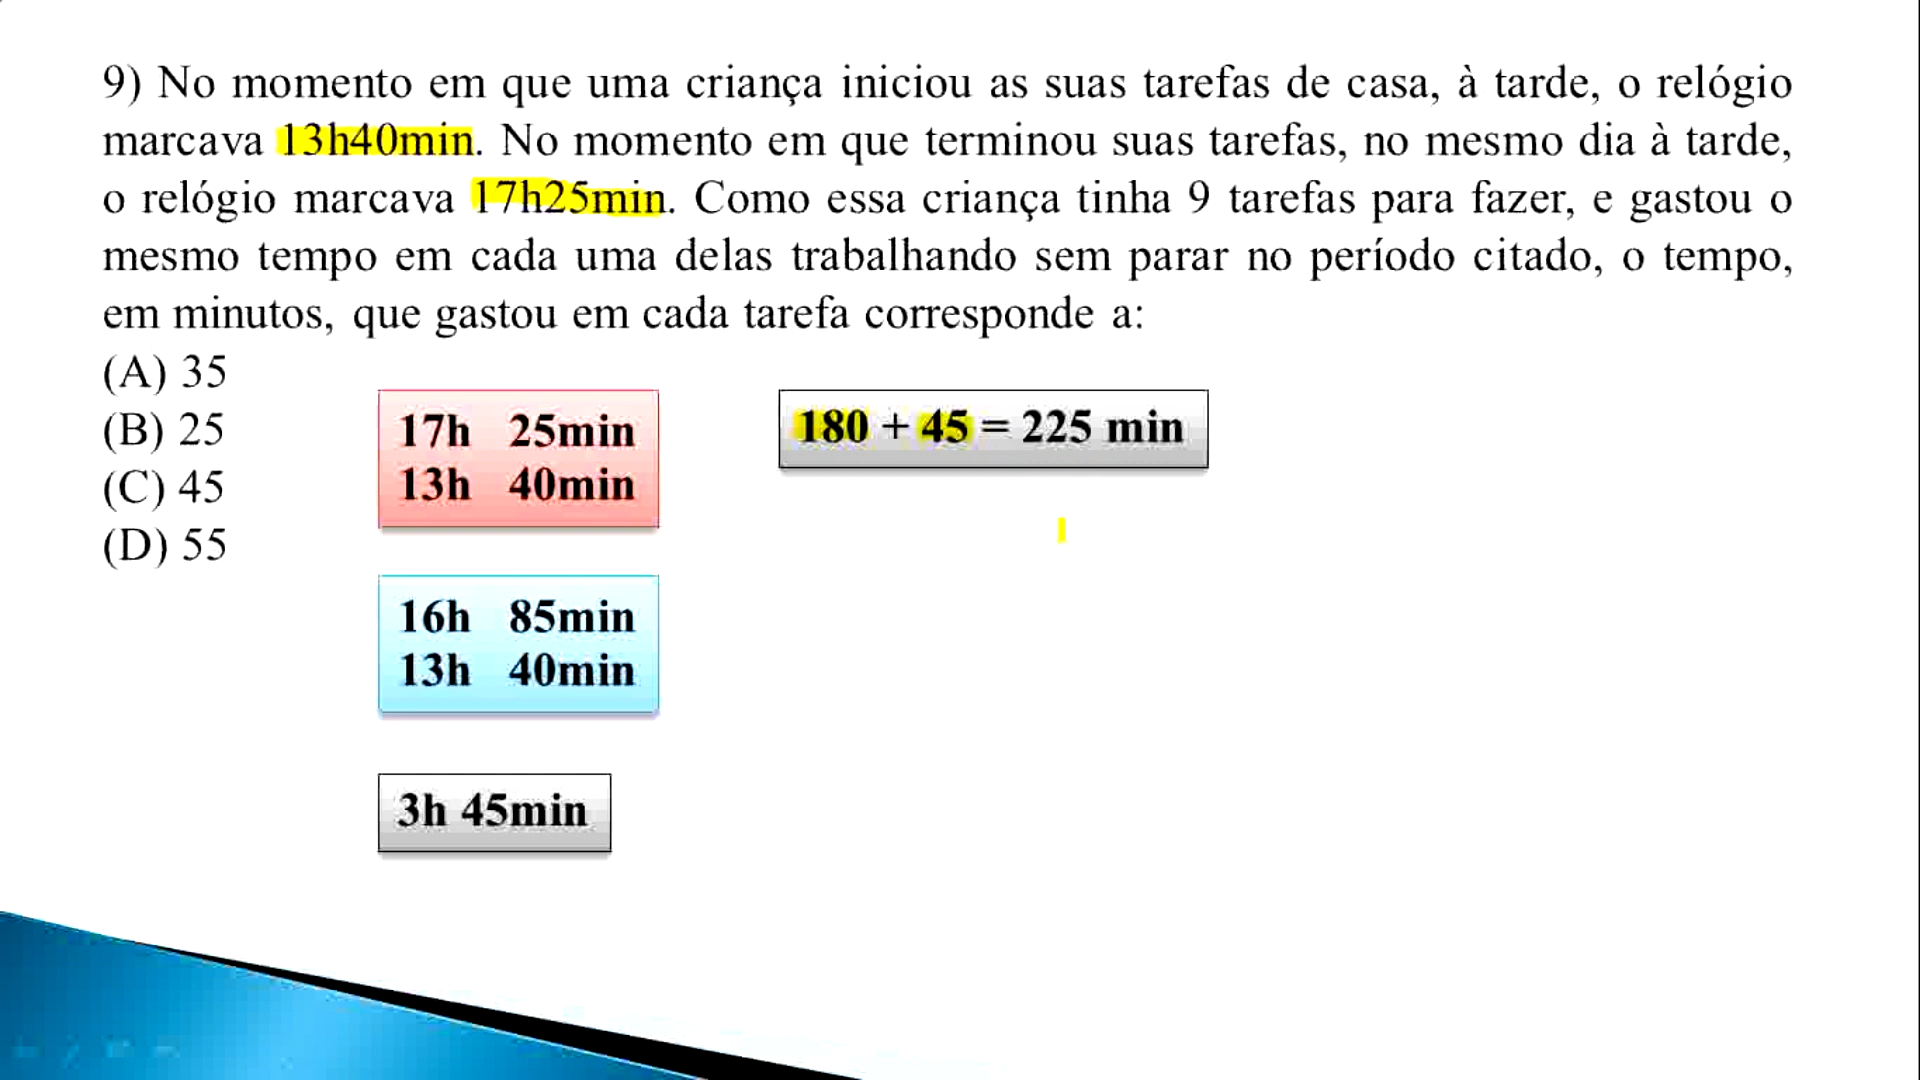 9) No momento em que uma criança iniciou as suas tarefas de casa, à tarde, o relógio
marcava 13h40min. No momento em que terminou suas tarefas, no mesmo dia à tarde,
o relógio marcava 17h25min. Como essa criança tinha 9 tarefas para fazer, e gastou o
mesmo tempo em cada uma delas trabalhando sem parar no período citado, o tempo,
em minutos, que gastou em cada tarefa corresponde a:
(A) 35
(B) 25
(C) 45
(D) 55
17h 25min
13h 40min
16h 85min
13h 40min
3h 45min
180 + 45 = 225 min